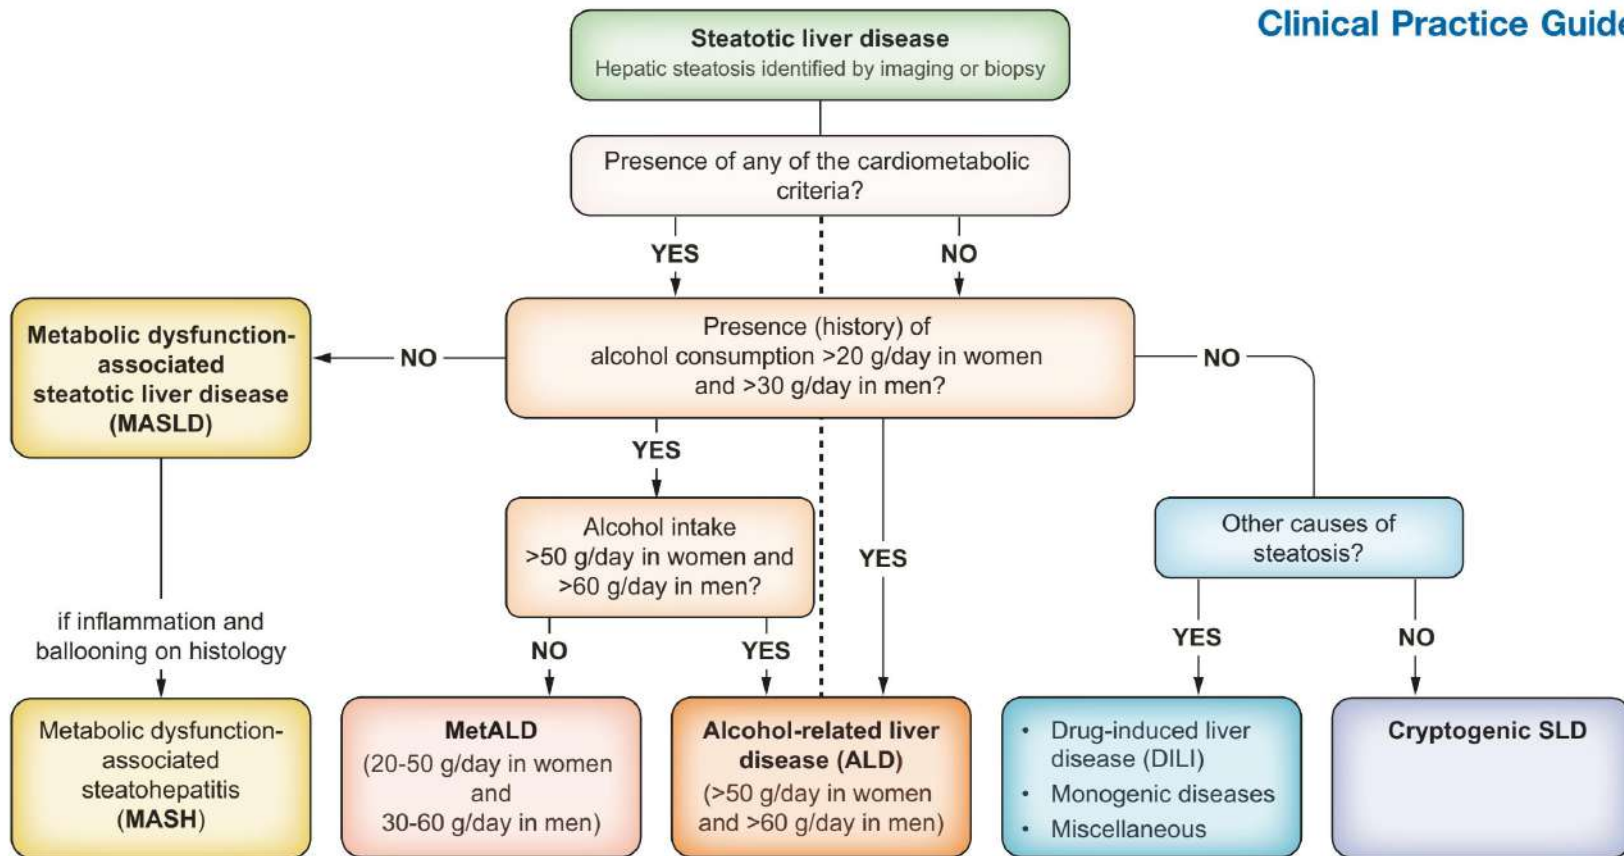 Clinical Practice Guide
Steatotic liver disease
Hepatic steatosis identified by imaging or biopsy
Presence of any of the cardiometabolic
criteria?
YES
NO
Presence (history) of
alcohol consumption >20 g/day in women
and >30 g/day in men?
NO
NO
Metabolic dysfunction-
associated
steatotic liver disease
(MASLD)
YES
YES
Alcohol intake
>50 g/day in women and
>60 g/day in men?
Other causes of
steatosis?
if inflammation and
ballooning on histology
NO
YES
YES
NO
Metabolic dysfunction-
associated
steatohepatitis
(MASH)
MetALD
(20-50 g/day in women
and
30-60 g/day in men)
Alcohol-related liver
disease (ALD)
(>50 g/day in women
and >60 g/day in men)
• Drug-induced liver
disease (DILI)
• Monogenic diseases
• Miscellaneous
Cryptogenic SLD